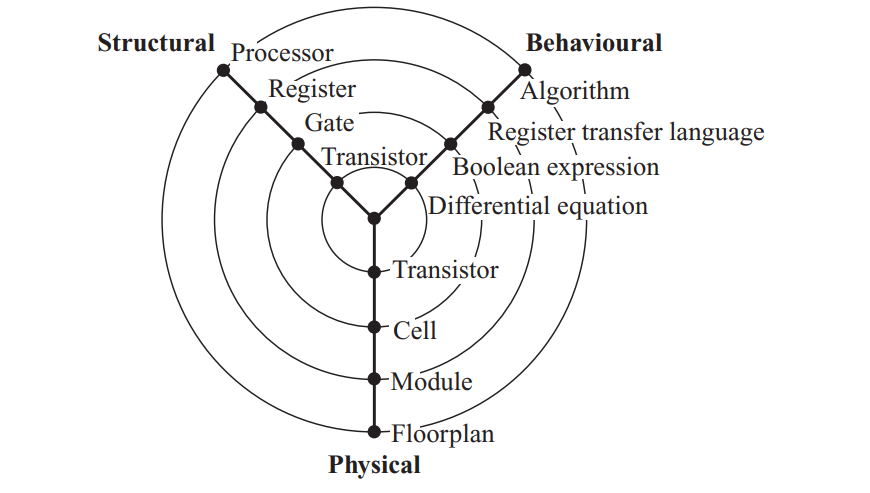 Structural
Behavioural
Processor
Algorithm
Register
Register transfer language
Gate
Boolean expression
Transistor
Differential equation
Transistor
Cell
Module
Floorplan
Physical